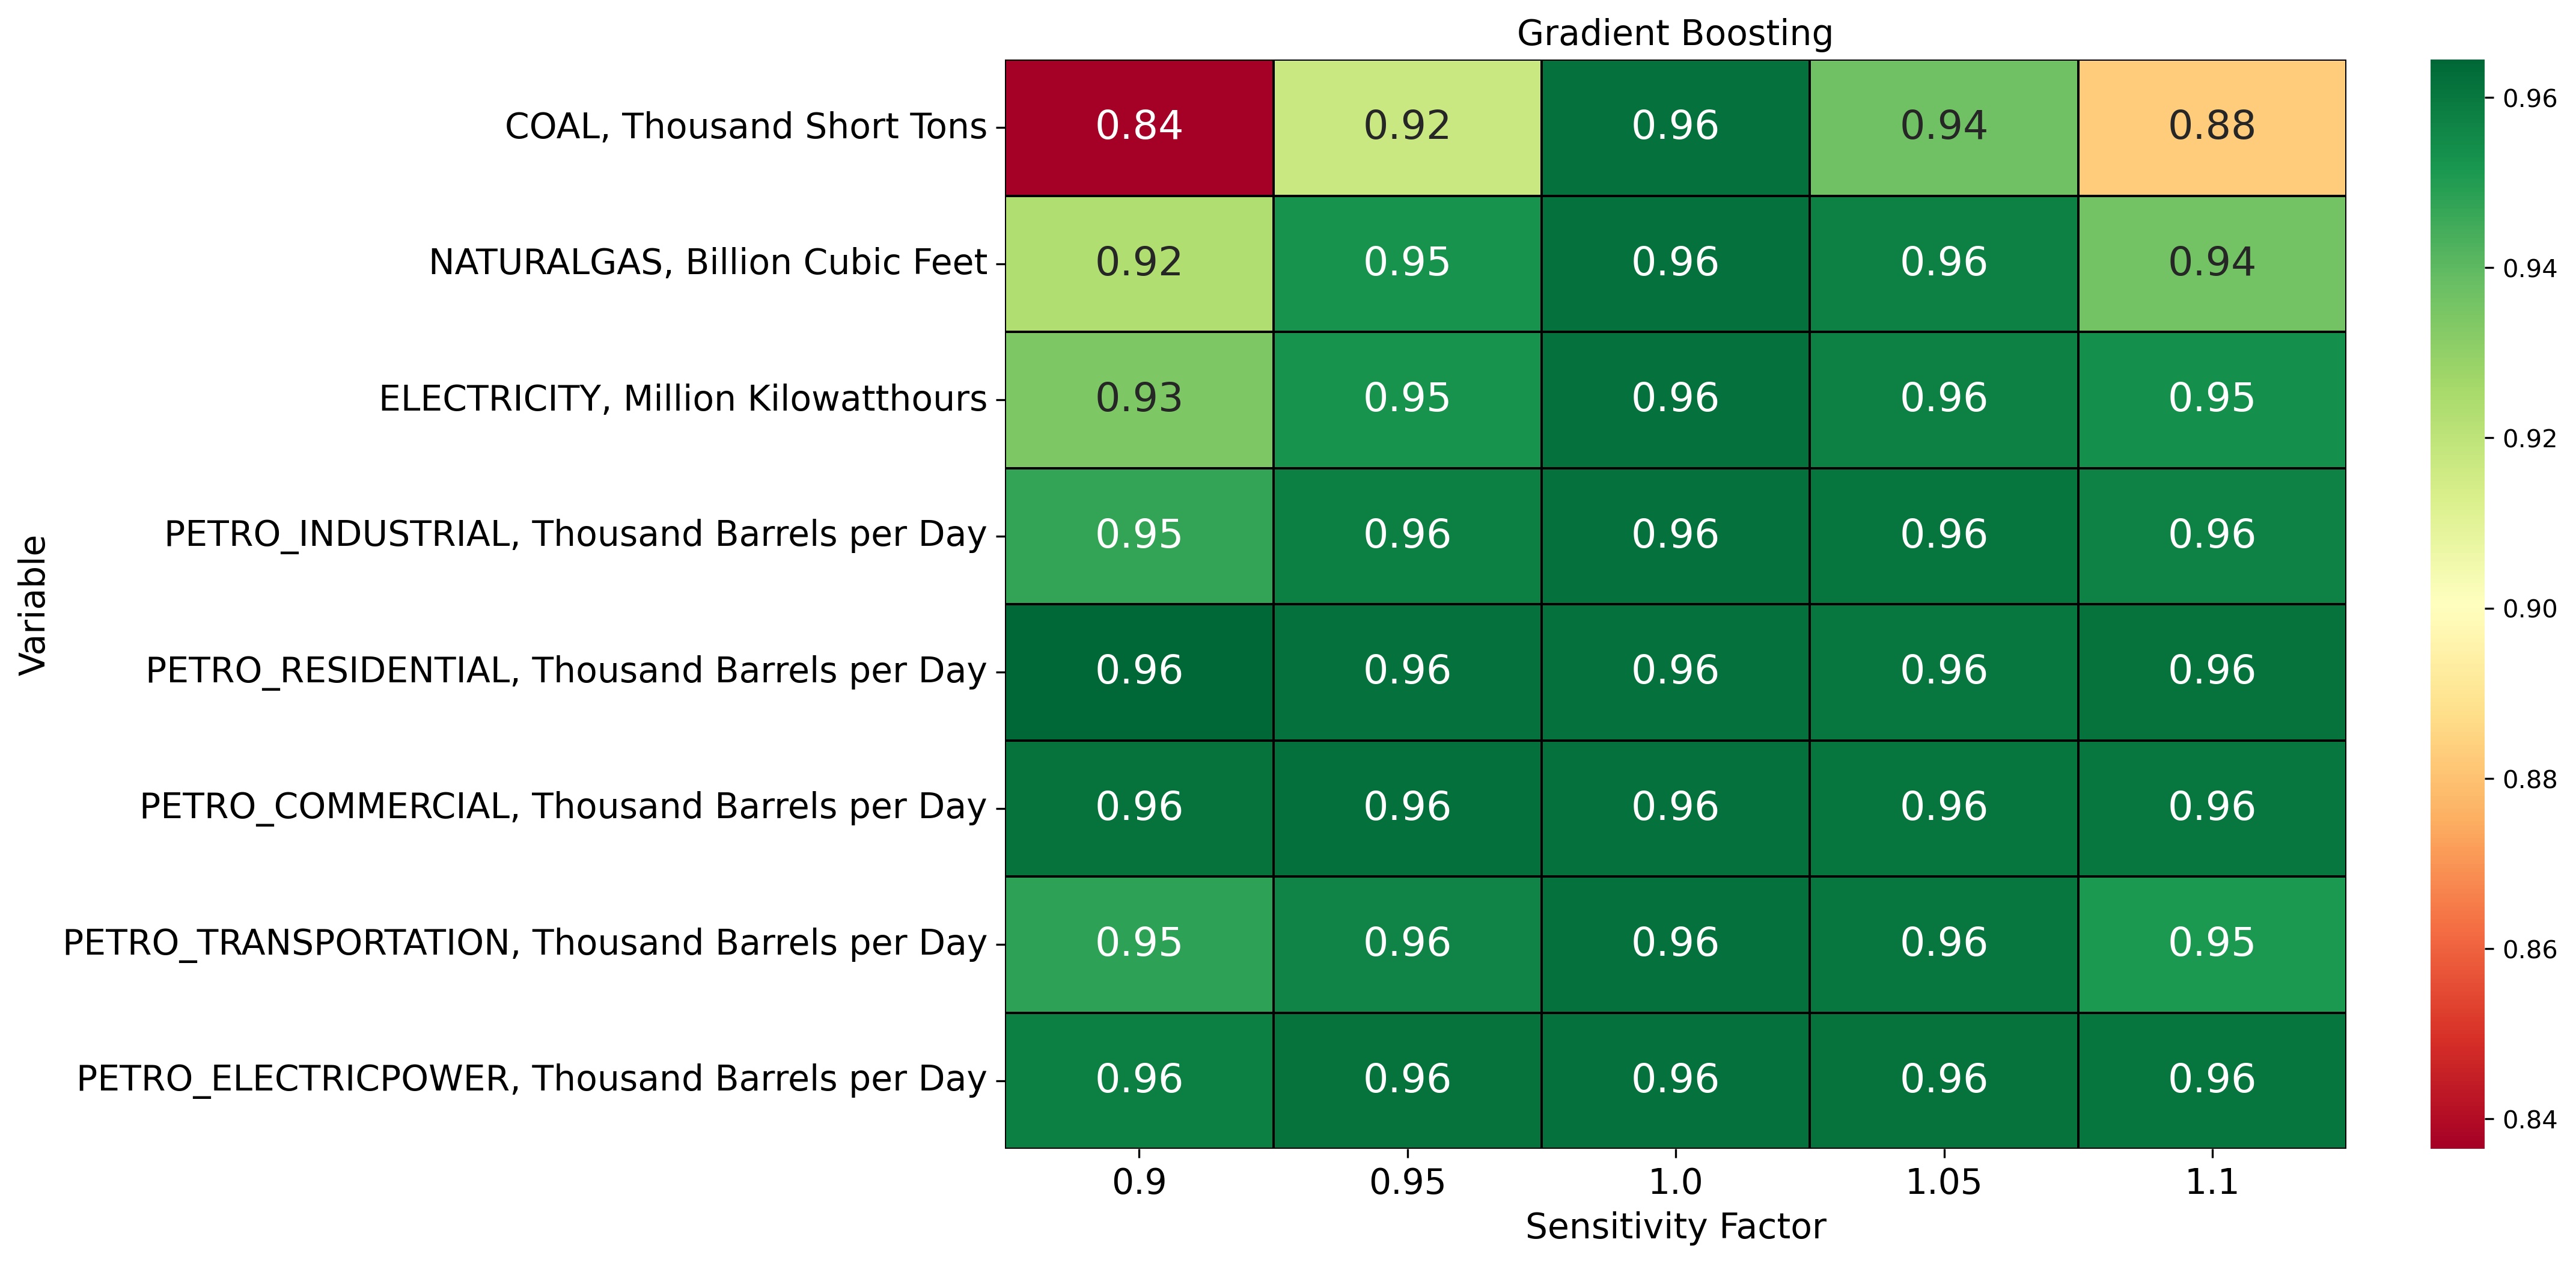 Gradient Boosting
Variable
COAL, Thousand Short Tons 0.84 0.92 0.96 0.94 0.88
NATURALGAS, Billion Cubic Feet 0.92 0.95 0.96 0.96 0.94
ELECTRICITY, Million Kilowatthours 0.93 0.95 0.96 0.96 0.95
PETRO_INDUSTRIAL, Thousand Barrels per Day 0.95 0.96 0.96 0.96 0.96
PETRO_RESIDENTIAL, Thousand Barrels per Day 0.96 0.96 0.96 0.96 0.96
PETRO_COMMERCIAL, Thousand Barrels per Day 0.96 0.96 0.96 0.96 0.96
PETRO_TRANSPORTATION, Thousand Barrels per Day 0.95 0.96 0.96 0.96 0.95
PETRO_ELECTRICPOWER, Thousand Barrels per Day 0.96 0.96 0.96 0.96 0.96
0.9 0.95 1.0 1.05 1.1
Sensitivity Factor
0.96
0.94
0.92
0.90
0.88
0.86
0.84